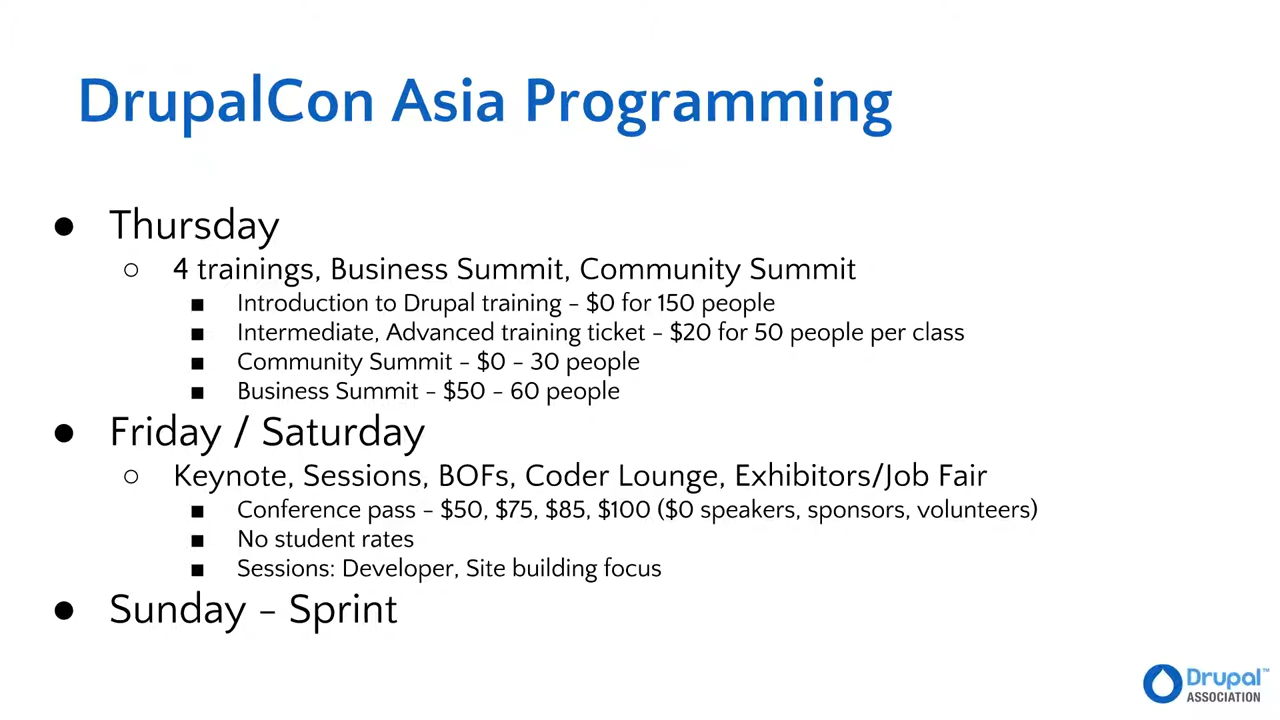 DrupalCon Asia Programming
● Thursday
○ 4 trainings, Business Summit, Community Summit
■ Introduction to Drupal training – $0 for 150 people
■ Intermediate, Advanced training ticket – $20 for 50 people per class
■ Community Summit – $0 – 30 people
■ Business Summit – $50 – 60 people
● Friday / Saturday
○ Keynote, Sessions, BOFs, Coder Lounge, Exhibitors/Job Fair
■ Conference pass – $50, $75, $85, $100 ($0 speakers, sponsors, volunteers)
■ No student rates
■ Sessions: Developer, Site building focus
● Sunday – Sprint
Drupal™
ASSOCIATION